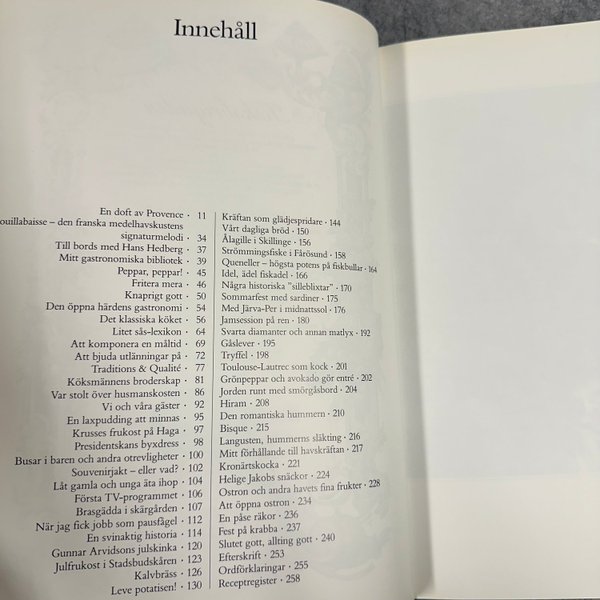 Innehåll
En doft av Provence · 11
ouillabaisse – den franska medelhavskustens
signaturmelodi · 34
Till bords med Hans Hedberg · 37
Mitt gastronomiska bibliotek · 39
Peppar, peppar! · 45
Fritera mera · 46
Knaprigt gott · 50
Den öppna härdens gastronomi · 54
Det klassiska köket · 56
Litet sås-lexikon · 64
Att komponera en måltid · 69
Att bjuda utlänningar på · 72
Traditions & Qualité · 77
Köksmännens broderskap · 81
Var stolt över husmanskosten · 86
Vi och våra gäster · 92
En laxpudding att minnas · 95
Krusses frukost på Haga · 97
Presidentskans byxdress · 98
Busar i baren och andra otrevligheter · 100
Souvenirjakt – eller vad? · 102
Låt gamla och unga äta ihop · 104
Första TV-programmet · 106
Brasgädda i skärgården · 107
När jag fick jobb som pausfågel · 112
En svinaktig historia · 114
Gunnar Arvidsons julskinka · 120
Julfrukost i Stadsbudskåren · 123
Kalvbräss · 126
Leve potatisen! · 130
Kräftan som glädjespridare · 144
Vårt dagliga bröd · 150
Ålagille i Skillinge · 156
Strömmingsfiske i Fårösund · 158
Queneller – högsta potens på fiskbullar · 164
Idel, ädel fiskadel · 166
Några historiska "silleblixtar" · 170
Sommarfest med sardiner · 175
Med Järva-Per i midnattssol · 176
Jamsession på ren · 180
Svarta diamanter och annan matlyx · 192
Gåslever · 195
Tryffel · 198
Toulouse-Lautrec som kock · 201
Grönpeppar och avokado gör entré · 202
Jorden runt med smörgåsbord · 204
Hiram · 208
Den romantiska hummern · 210
Bisque · 215
Langusten, hummerns släkting · 216
Mitt förhållande till havskräftan · 217
Kronärtskocka · 221
Helige Jakobs snäckor · 224
Ostron och andra havets fina frukter · 228
Att öppna ostron · 234
En påse räkor · 236
Fest på krabba · 237
Slutet gott, allting gott · 240
Efterskrift · 253
Ordförklaringar · 255
Receptregister · 258